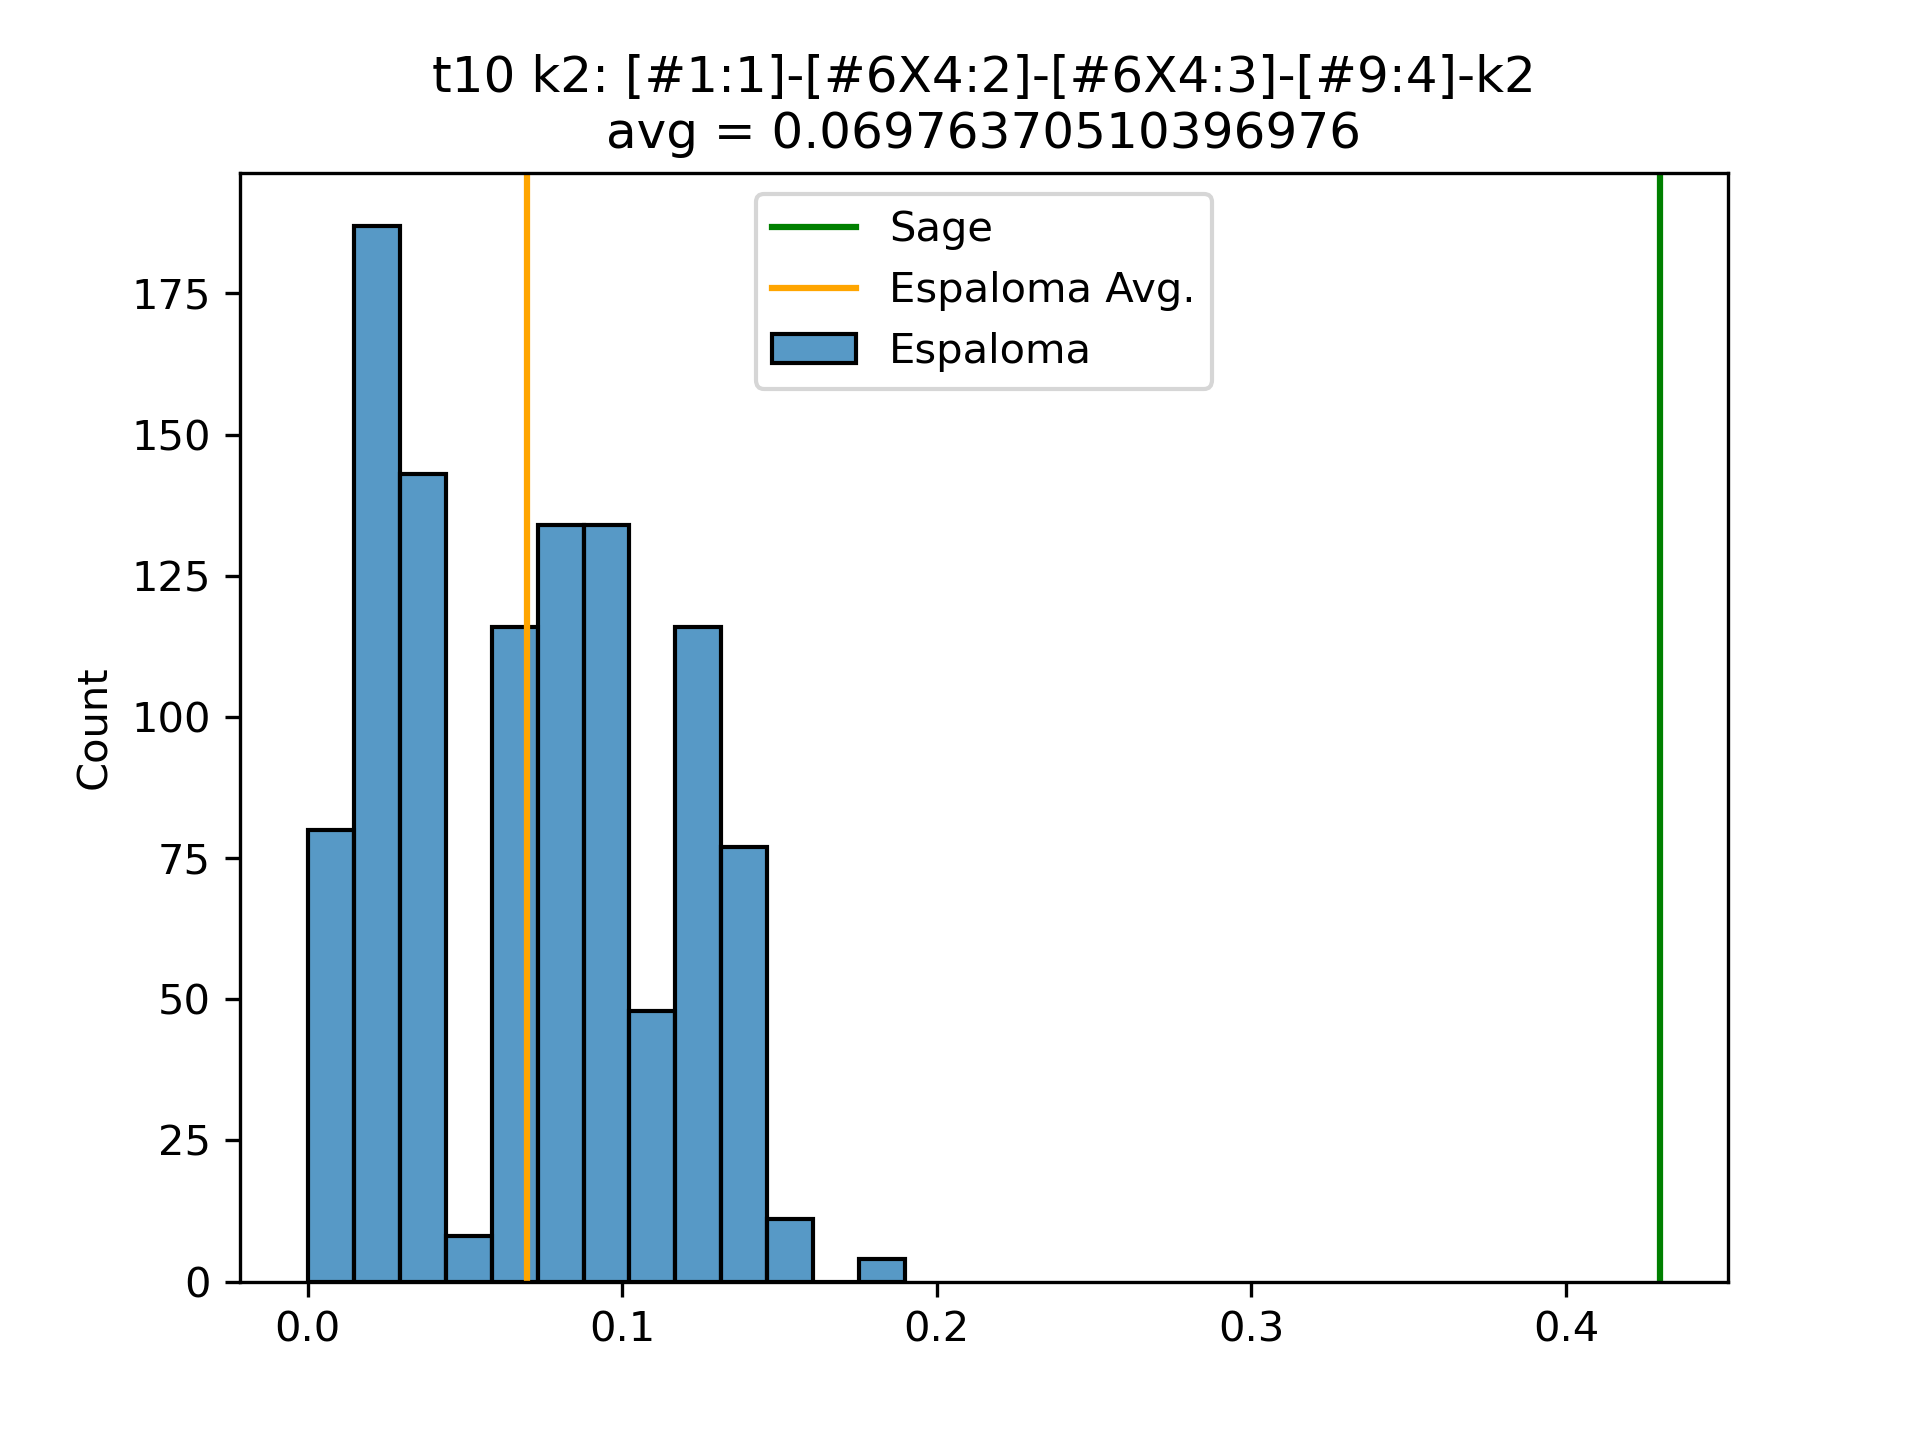 t10 k2: [#1:1]-[#6X4:2]-[#6X4:3]-[#9:4]-k2
avg = 0.06976370510396976
Sage
Espaloma Avg.
Espaloma
Count
175
150
125
100
75
50
25
0
0.0 0.1 0.2 0.3 0.4